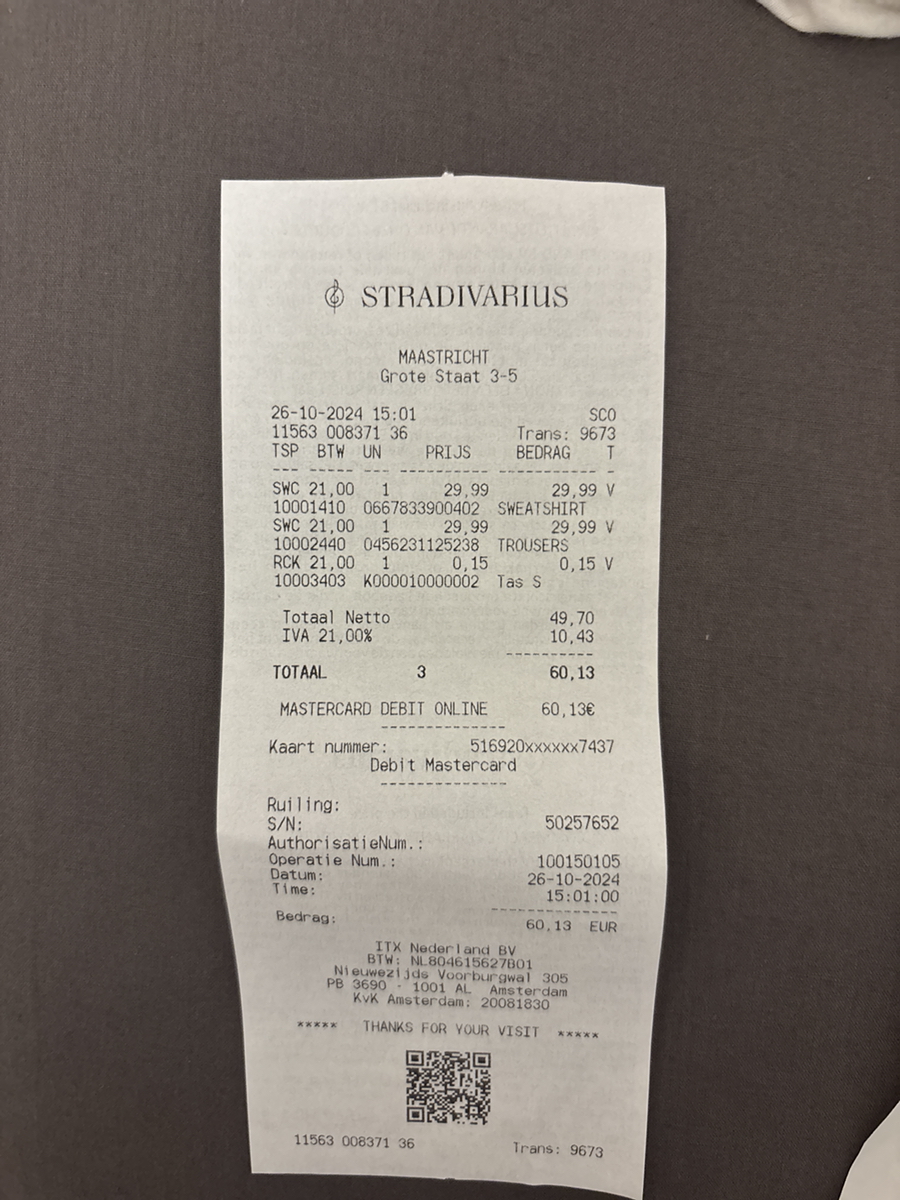 STRADIVARIUS
MAASTRICHT
Grote Staat 3-5
26-10-2024 15:01 SCO
11563 008371 36 Trans: 9673
TSP BTW UN PRIJS BEDRAG T
--- ----- --- ---------- --------- -
SWC 21,00 1 29,99 29,99 V
10001410 0667833900402 SWEATSHIRT
SWC 21,00 1 29,99 29,99 V
10002440 0456231125238 TROUSERS
RCK 21,00 1 0,15 0,15 V
10003403 K000010000002 Tas S
Totaal Netto 49,70
IVA 21,00% 10,43
----------
TOTAAL 3 60,13
MASTERCARD DEBIT ONLINE 60,13€
--------------
Kaart nummer: 516920xxxxxx7437
Debit Mastercard
--------------
Ruiling:
S/N: 50257652
AuthorisatieNum.:
Operatie Num.: 100150105
Datum: 26-10-2024
Time: 15:01:00
--------------
Bedrag: 60,13 EUR
ITX Nederland BV
BTW: NL804615627B01
Nieuwezijds Voorburgwal 305
PB 3690 - 1001 AL Amsterdam
KvK Amsterdam: 20081830
***** THANKS FOR YOUR VISIT *****
11563 008371 36 Trans: 9673